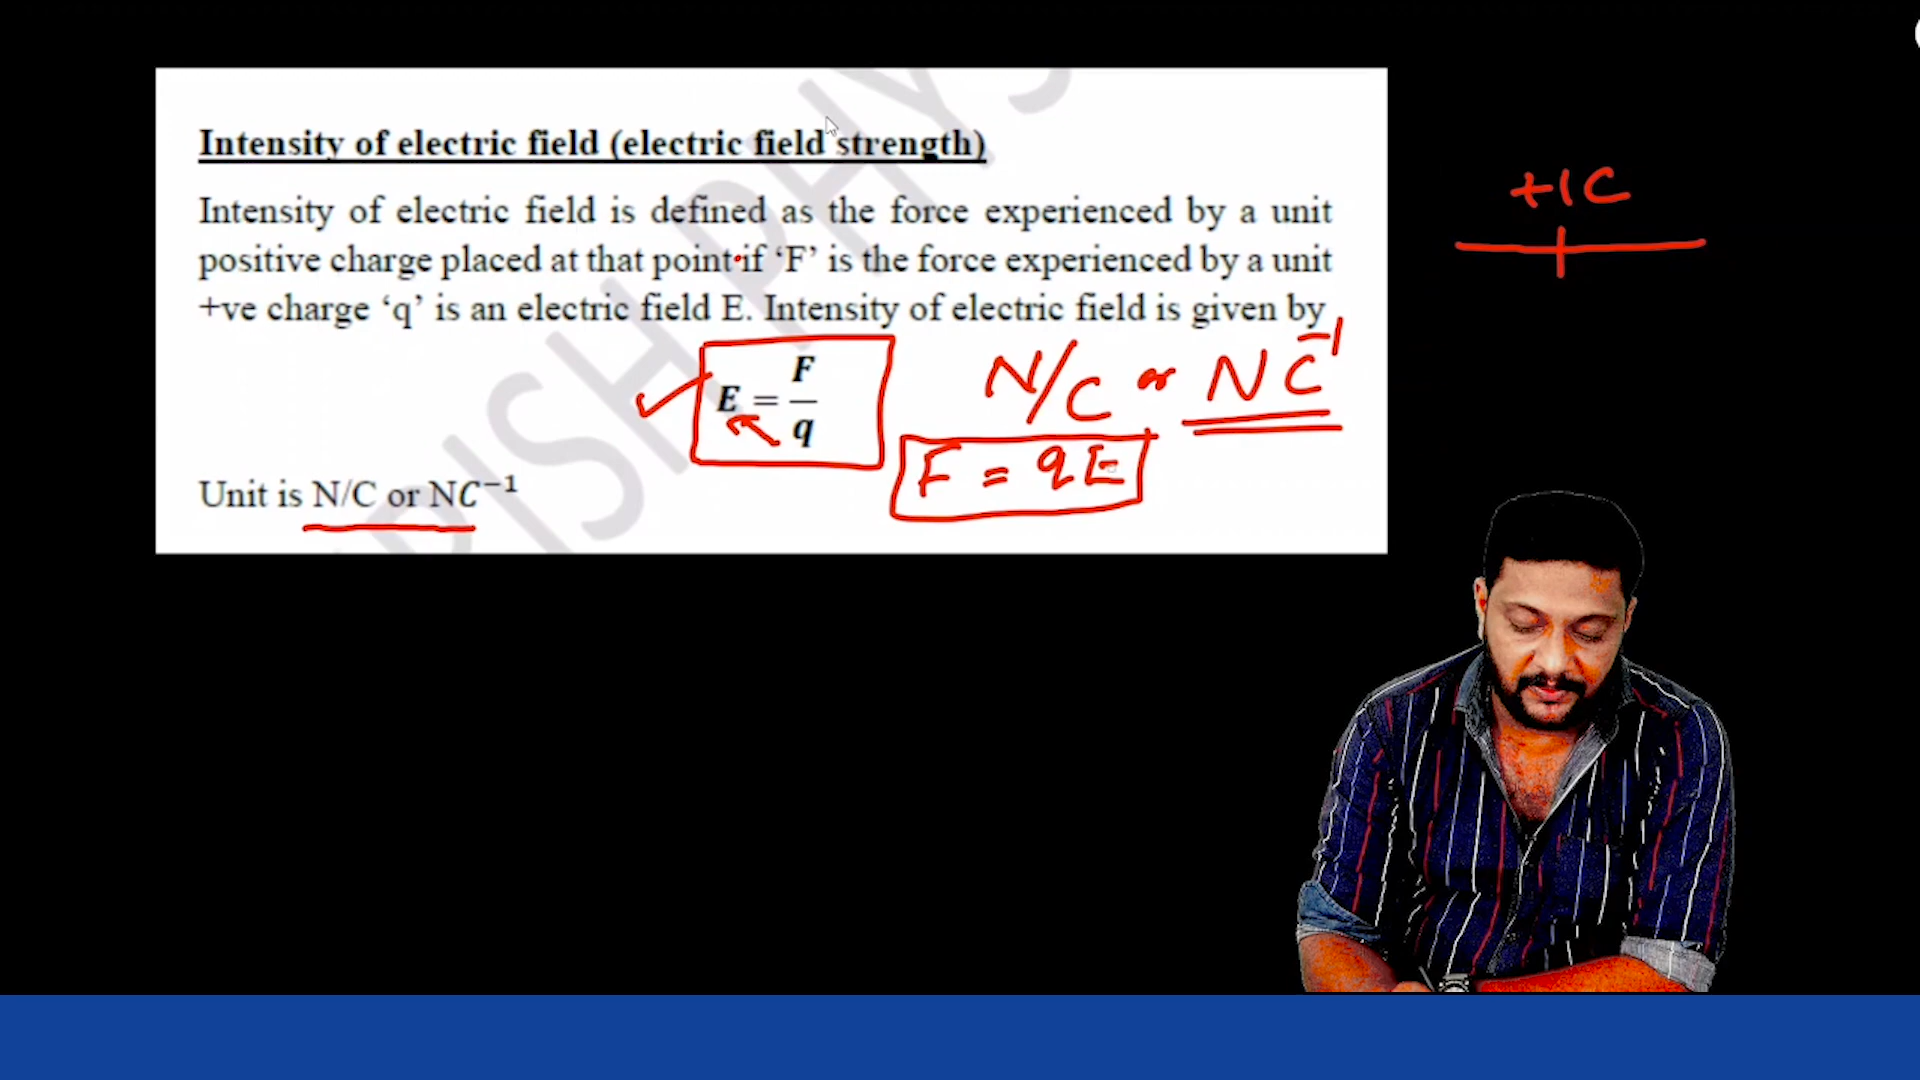 Intensity of electric field (electric field strength)
+1C
Intensity of electric field is defined as the force experienced by a unit
positive charge placed at that point if ‘F’ is the force experienced by a unit
+ve charge ‘q’ is an electric field E. Intensity of electric field is given by
E = F/q
N/C or NC⁻¹
F = qE
Unit is N/C or NC⁻¹